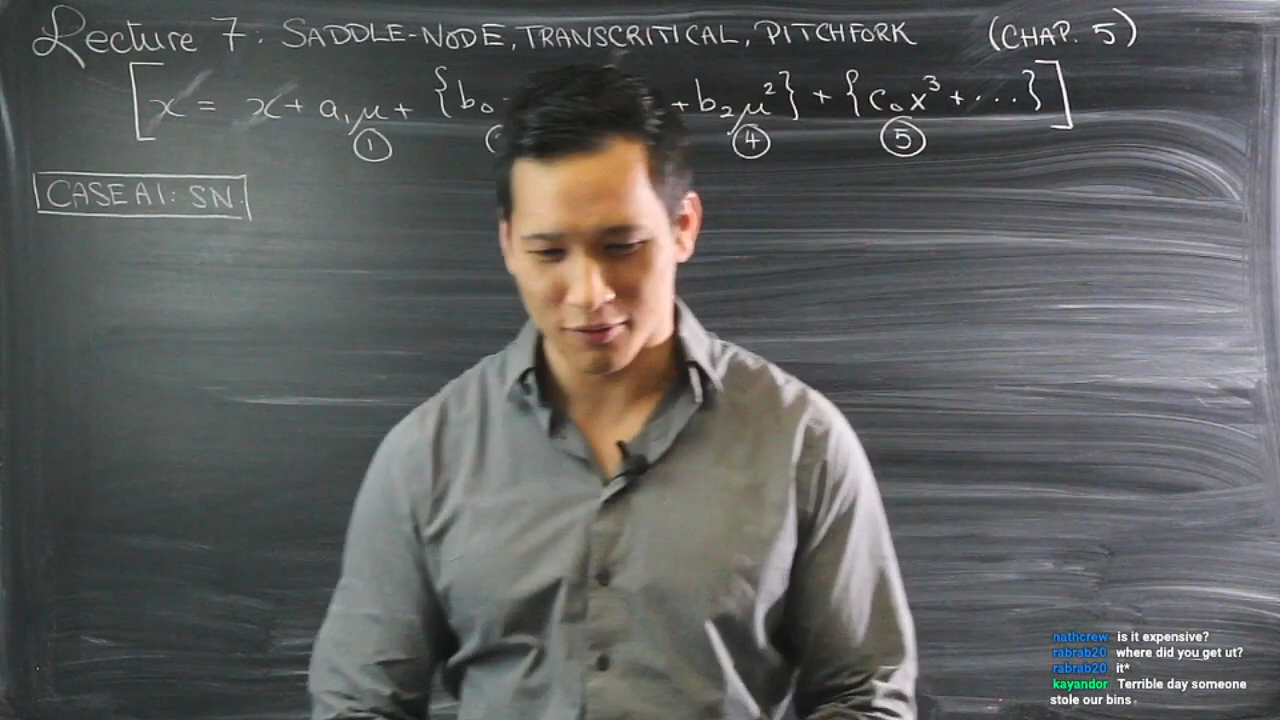 Lecture 7: SADDLE-NODE, TRANSCRITICAL, PITCHFORK (CHAP. 5)
[x = x + a₁μ + {b₀ +b₂μ²} + {c₀x³+...}]
① ④ ⑤
CASE A1: SN.
nathcrew is it expensive?
rabrab20 where did you get ut?
rabrab20 it*
kayandor Terrible day someone
stole our bins